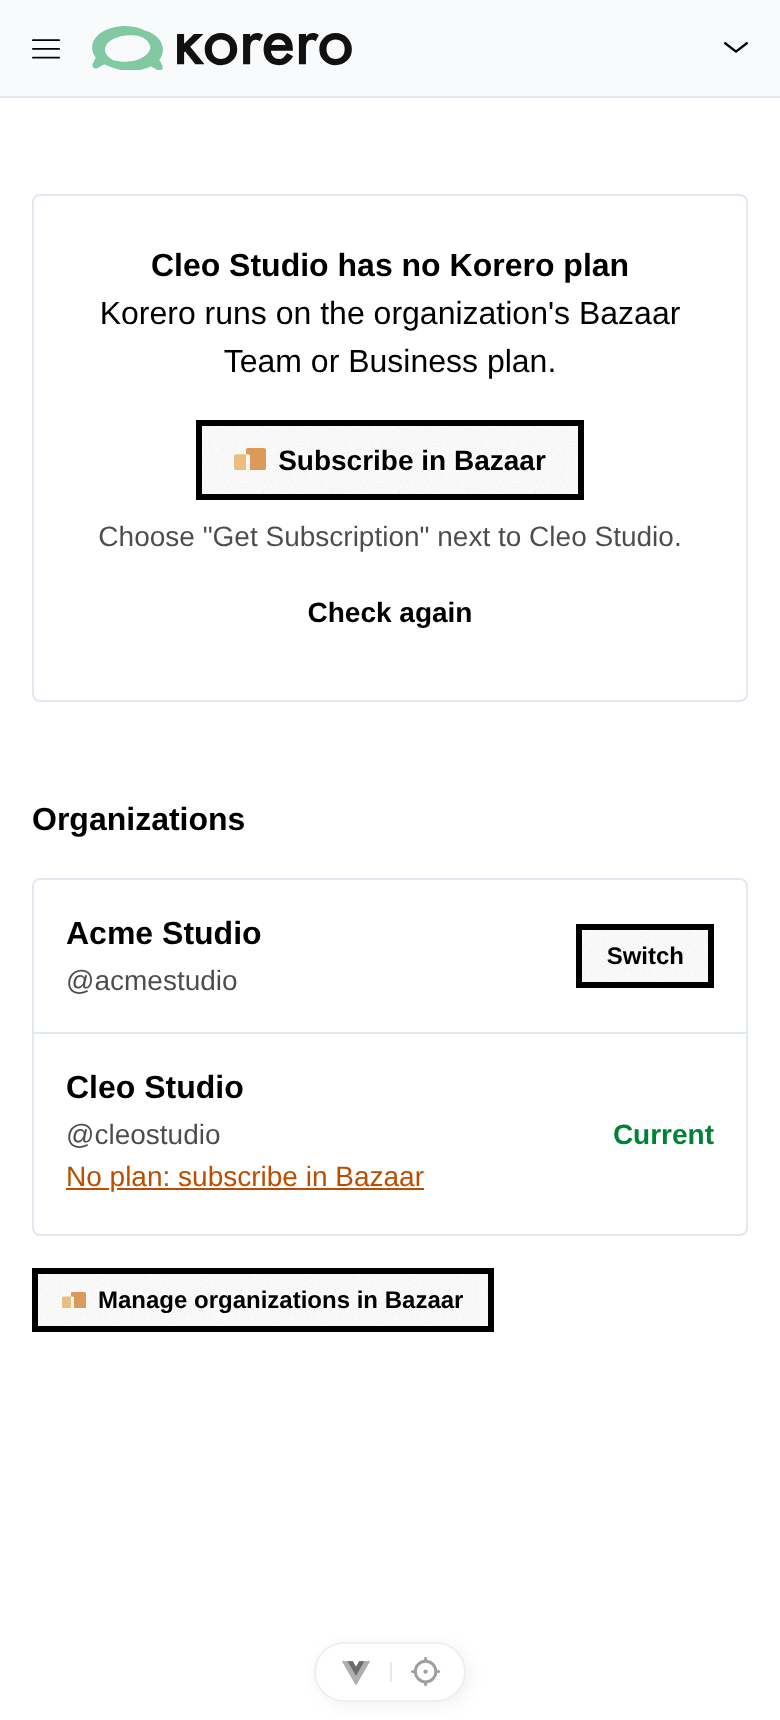 Korero
Cleo Studio has no Korero plan
Korero runs on the organization's Bazaar
Team or Business plan.
Subscribe in Bazaar
Choose "Get Subscription" next to Cleo Studio.
Check again
Organizations
Acme Studio
@acmestudio
Switch
Cleo Studio
@cleostudio
Current
No plan: subscribe in Bazaar
Manage organizations in Bazaar